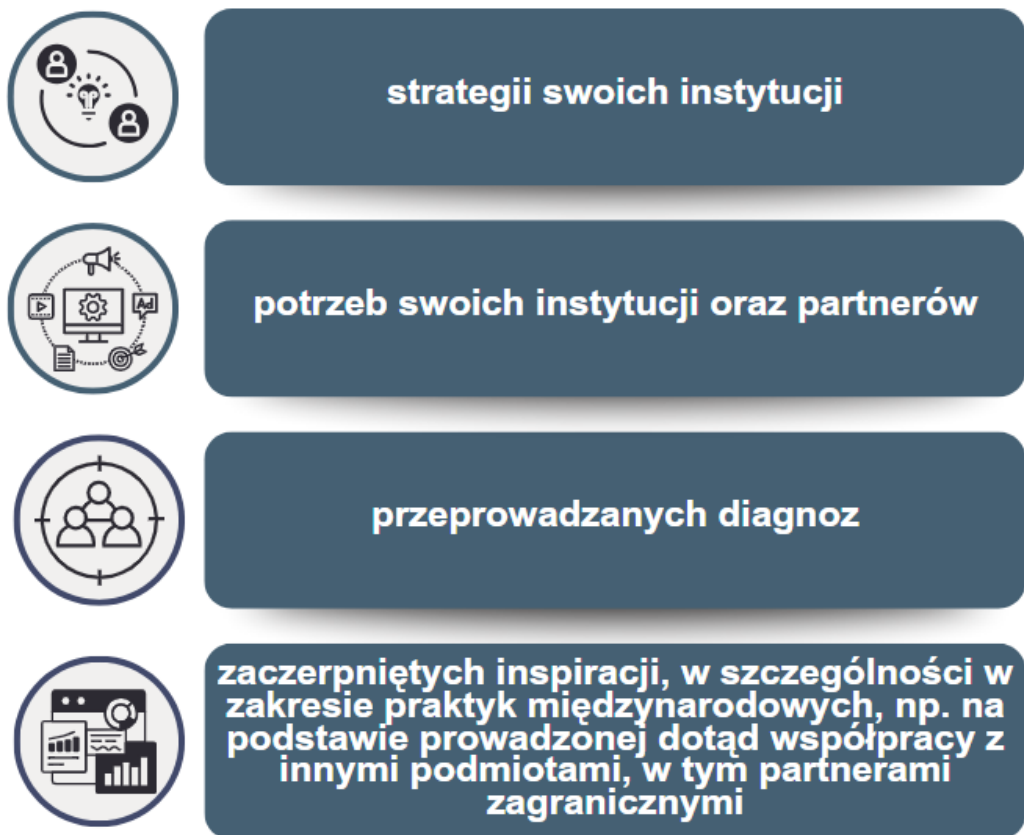 strategii swoich instytucji
Ad
potrzeb swoich instytucji oraz partnerów
przeprowadzanych diagnoz
zaczerpniętych inspiracji, w szczególności w
zakresie praktyk międzynarodowych, np. na
podstawie prowadzonej dotąd współpracy z
innymi podmiotami, w tym partnerami
zagranicznymi